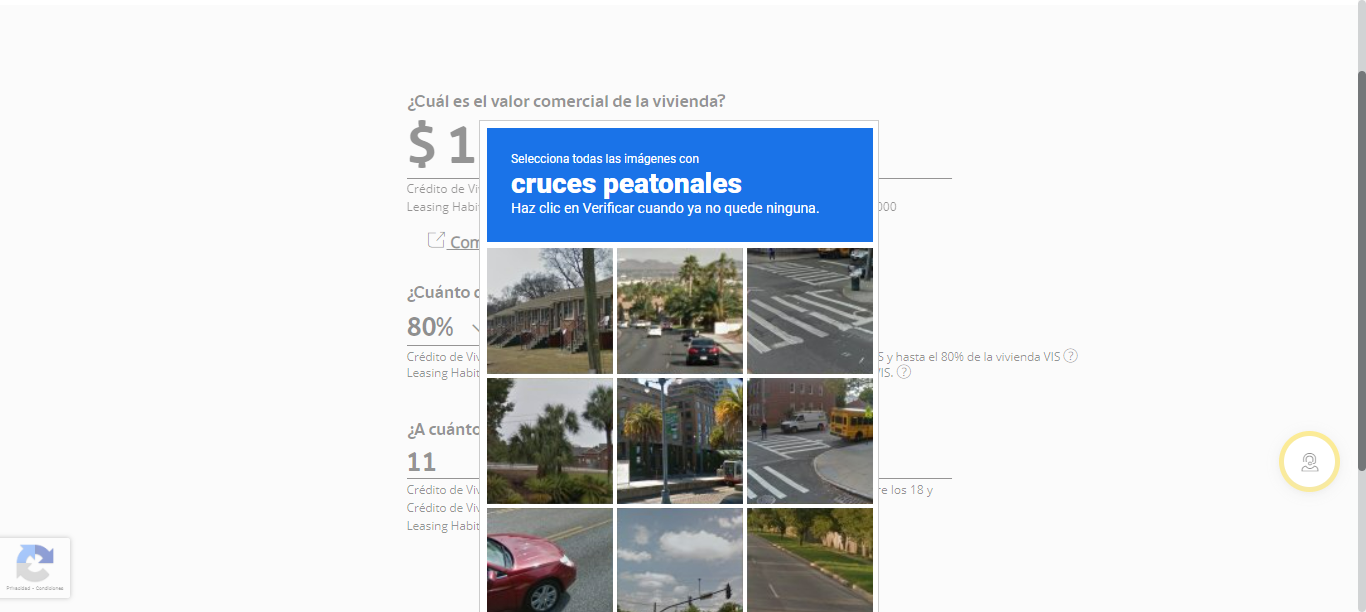 ¿Cuál es el valor comercial de la vivienda?
$ 1
Selecciona todas las imágenes con
cruces peatonales
Haz clic en Verificar cuando ya no quede ninguna.
Crédito de Vi
Leasing Habi
000
Com
¿Cuánto
80%
Crédito de Viv
S y hasta el 80% de la vivienda VIS ?
Leasing Habit
VIS. ?
¿A cuánto
11
Crédito de Viv
re los 18 y
Crédito de Viv
Leasing Habit
Privacidad - Condiciones